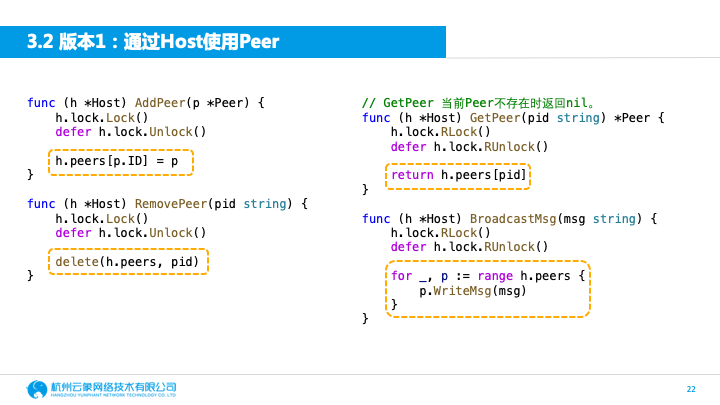 3.2 版本1：通过Host使用Peer
func (h *Host) AddPeer(p *Peer) {
    h.lock.Lock()
    defer h.lock.Unlock()
    h.peers[p.ID] = p
}
func (h *Host) RemovePeer(pid string) {
    h.lock.Lock()
    defer h.lock.Unlock()
    delete(h.peers, pid)
}
// GetPeer 当前Peer不存在时返回nil。
func (h *Host) GetPeer(pid string) *Peer {
    h.lock.RLock()
    defer h.lock.RUnlock()
    return h.peers[pid]
}
func (h *Host) BroadcastMsg(msg string) {
    h.lock.RLock()
    defer h.lock.RUnlock()
    for _, p := range h.peers {
        p.WriteMsg(msg)
    }
}
杭州云象网络技术有限公司
HANGZHOU YUNPHANT NETWORK TECHNOLOGY CO. LTD
22